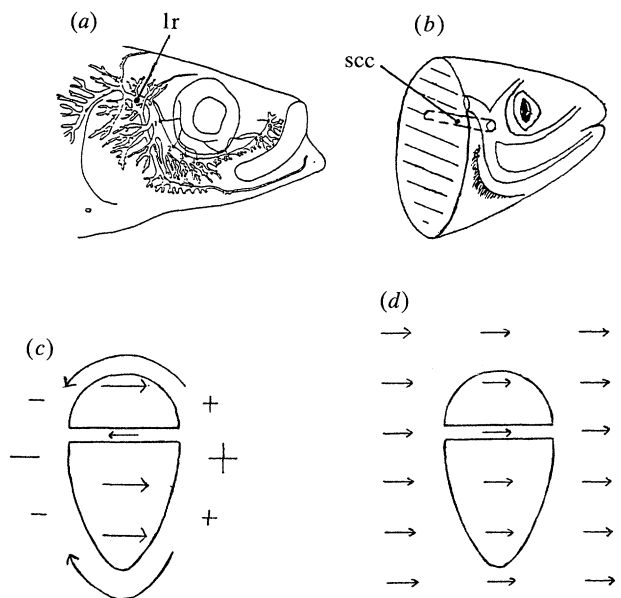 (a)
lr
(b)
scc
(c)
(d)
− +
− +
− +